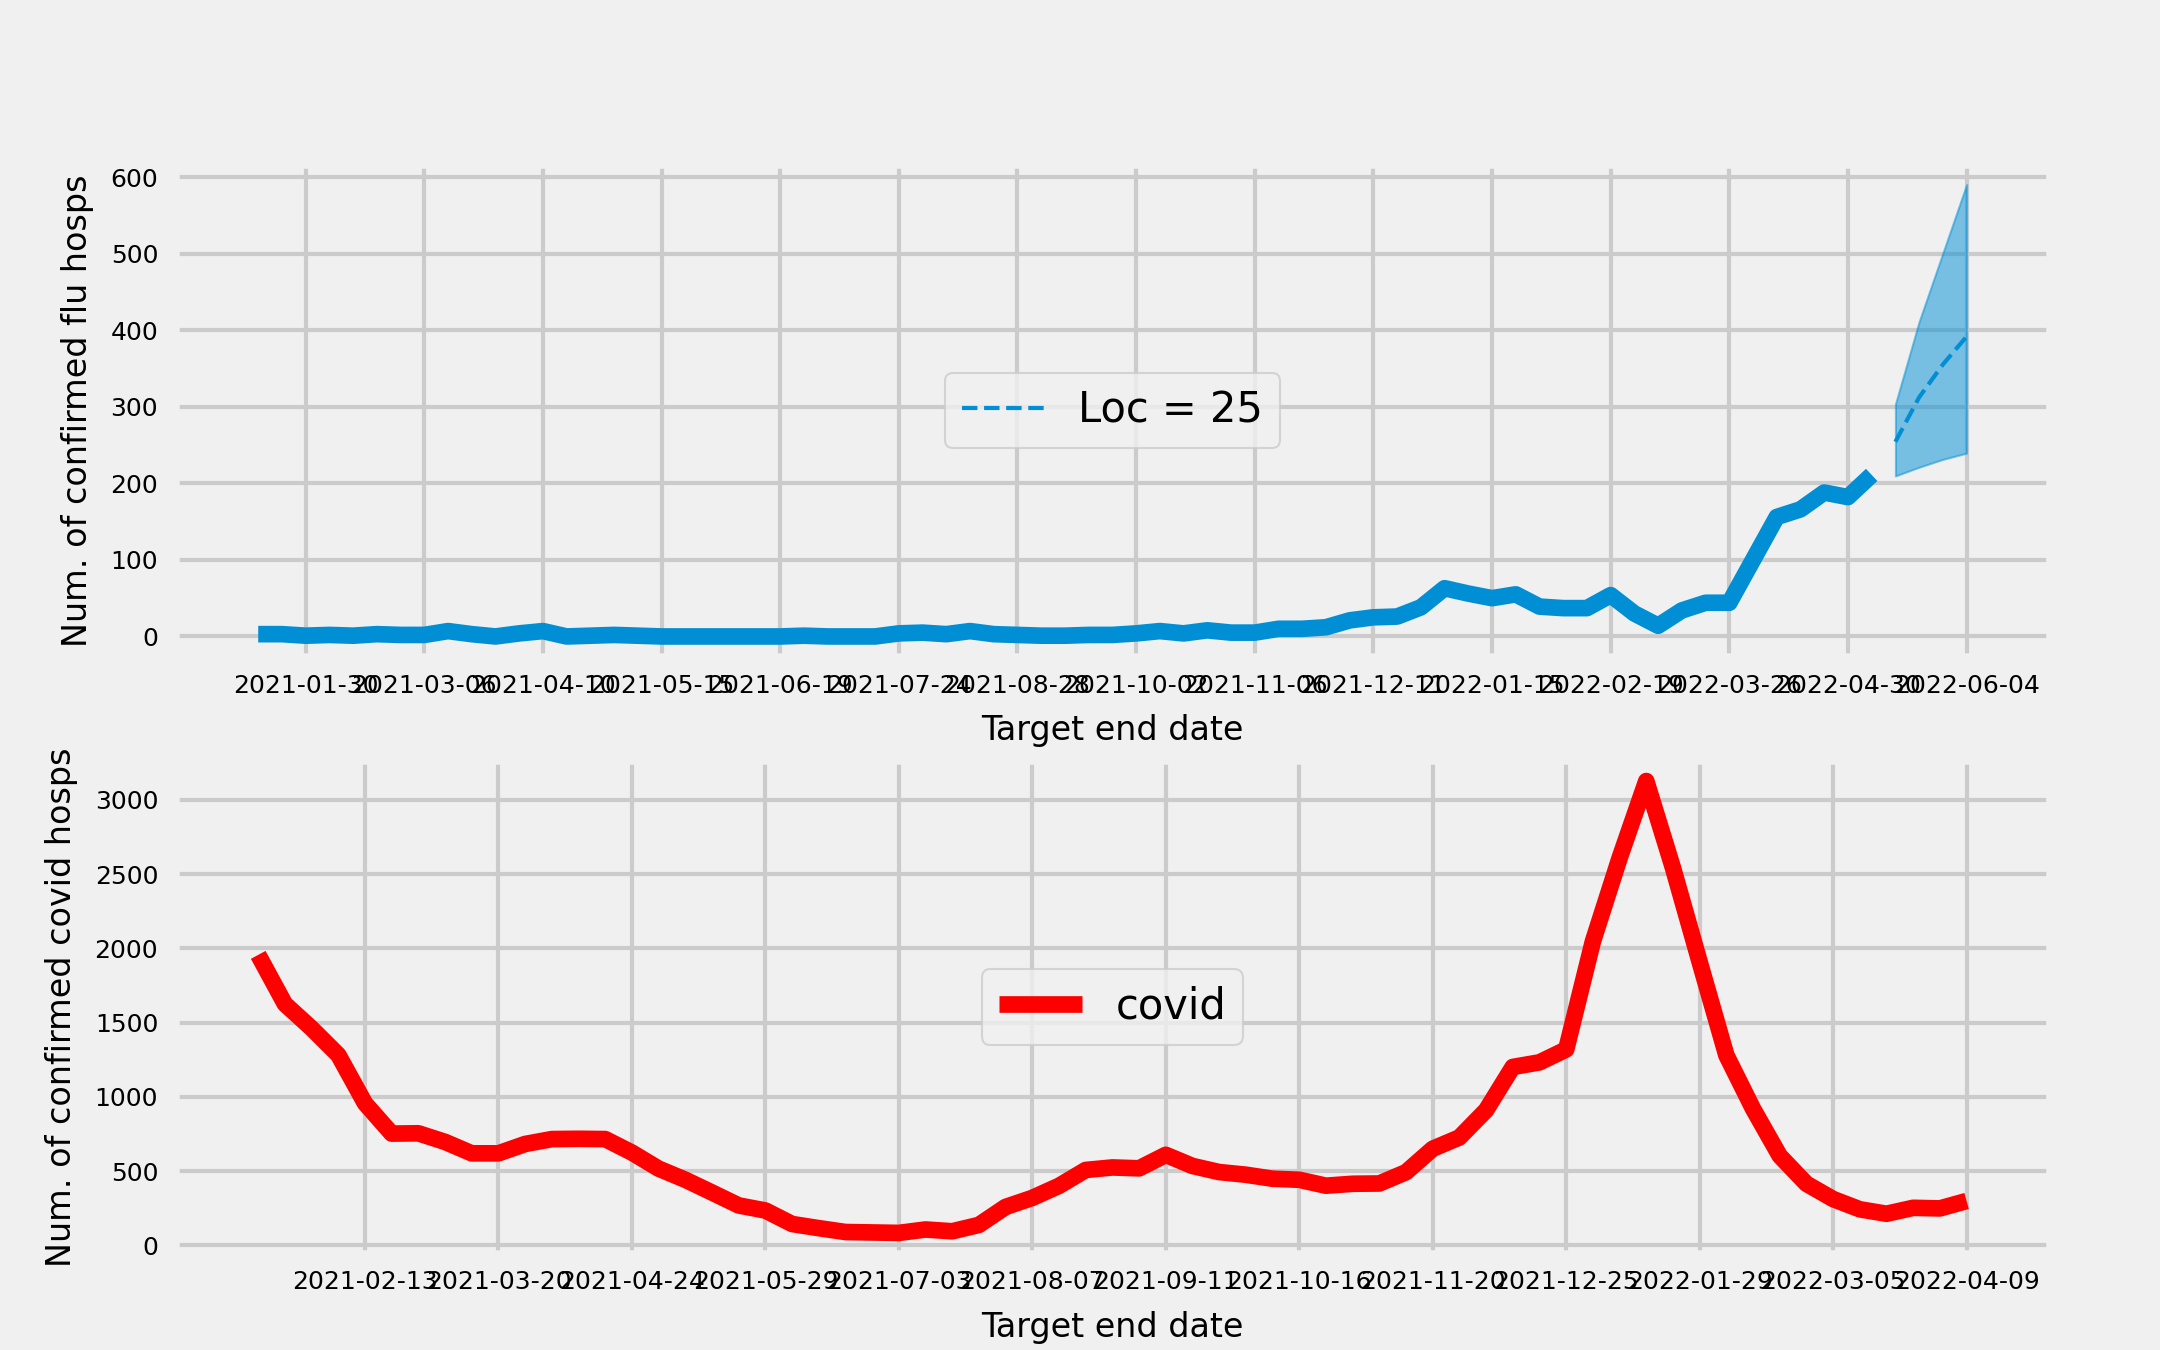 Num. of confirmed flu hosps
600
500
400
300
200
100
0
Loc = 25
2021-01-30 2021-03-06 2021-04-10 2021-05-15 2021-06-19 2021-07-24 2021-08-28 2021-10-02 2021-11-06 2021-12-11 2022-01-15 2022-02-19 2022-03-26 2022-04-30 2022-06-04
Target end date
Num. of confirmed covid hosps
3000
2500
2000
1500
1000
500
0
covid
2021-02-13 2021-03-20 2021-04-24 2021-05-29 2021-07-03 2021-08-07 2021-09-11 2021-10-16 2021-11-20 2021-12-25 2022-01-29 2022-03-05 2022-04-09
Target end date